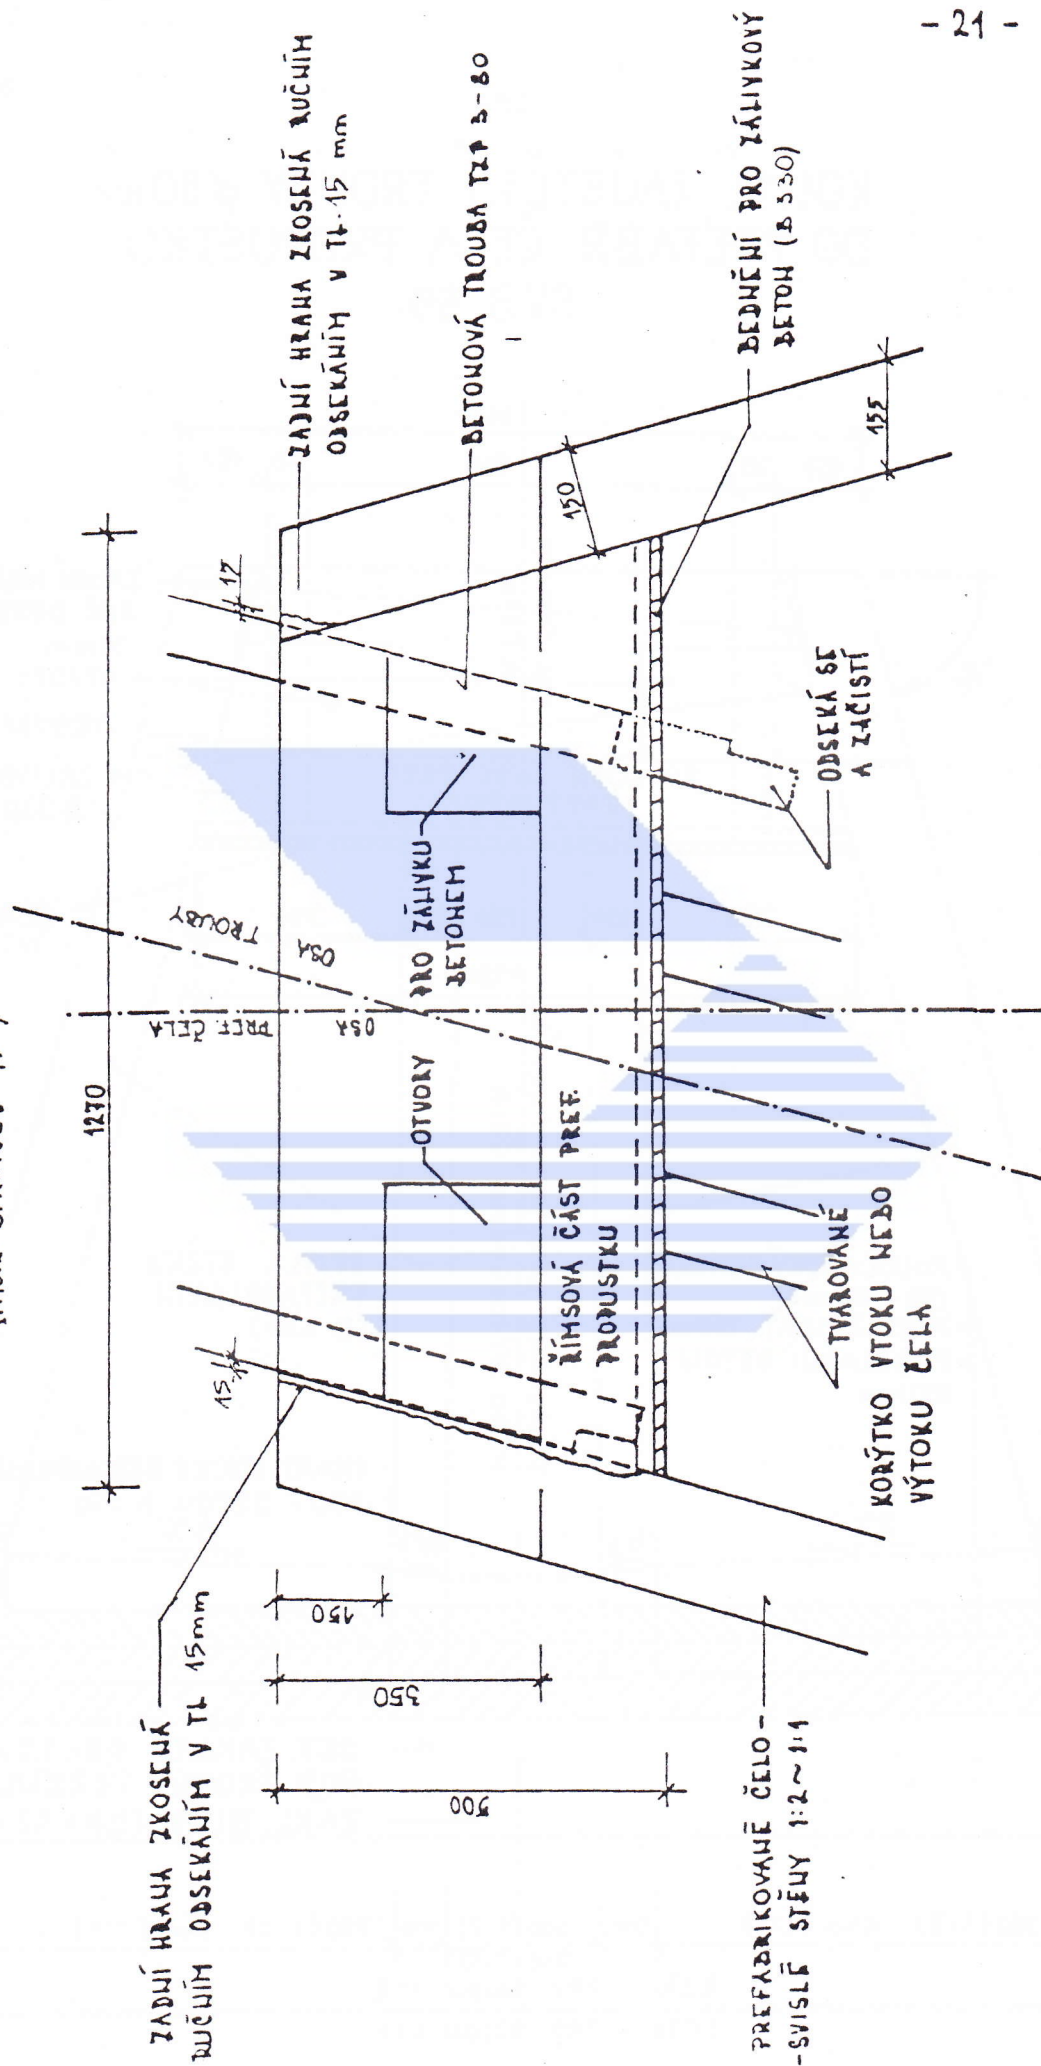 - 21 -
ZADNÍ HRANA ZKOSENÁ
RUČNÍM OBSEKÁNÍM V TL 15mm
1270
ZADNÍ HRANA ZKOSENÁ RUČNÍM
OBSEKÁNÍM V TL. 15 mm
15
17
OSA
PREF. ČELA
OSA
TROUBY
BETONOVÁ TROUBA TZP 3-80
OTVORY
PRO ZÁLIVKU
BETONEM
150
350
500
150
155
ŘÍMSOVÁ ČÁST PREF.
PROPUSTKU
BEDNĚNÍ PRO ZÁLIVKOVÝ
BETON (B 330)
PREFABRIKOVANÉ ČELO -
- SVISLÉ STĚNY 1:2 ~ 1:1
TVAROVANÉ
KORÝTKO VTOKU NEBO
VÝTOKU ČELA
ODSEKÁ SE
A ZAČISTÍ